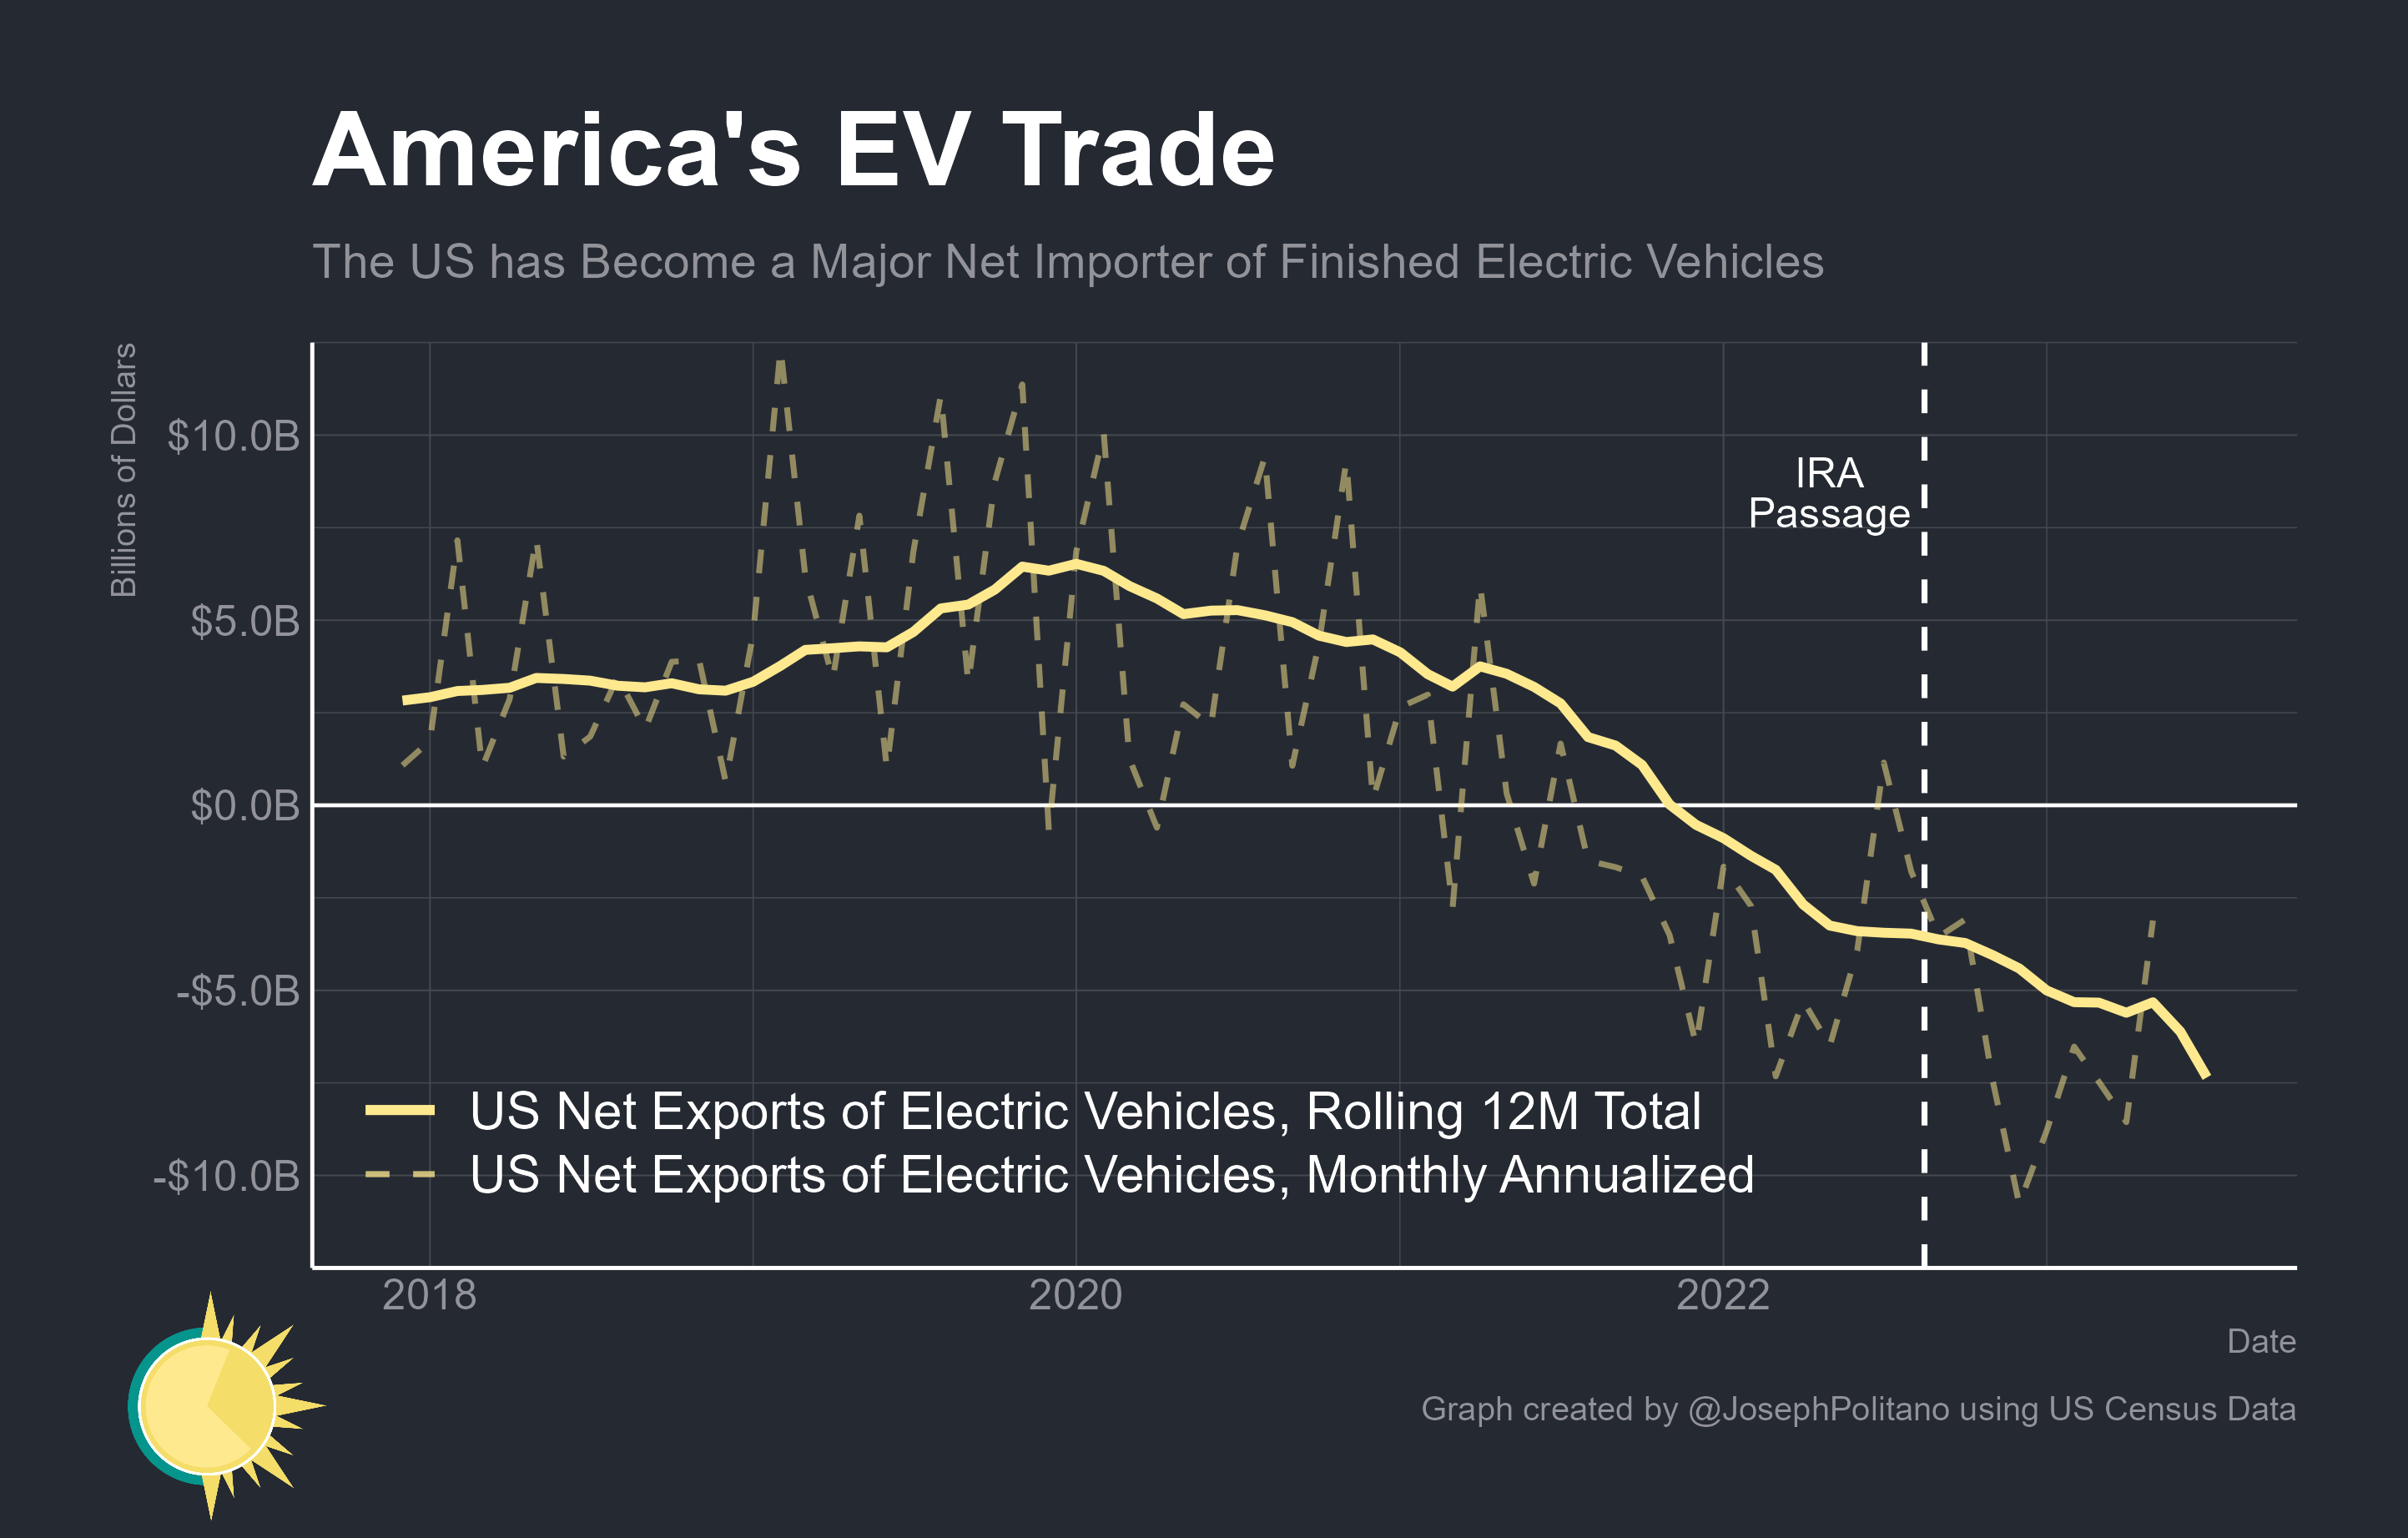 America's EV Trade
The US has Become a Major Net Importer of Finished Electric Vehicles
Billions of Dollars
$10.0B
$5.0B
$0.0B
-$5.0B
-$10.0B
IRA
Passage
US Net Exports of Electric Vehicles, Rolling 12M Total
US Net Exports of Electric Vehicles, Monthly Annualized
2018
2020
2022
Date
Graph created by @JosephPolitano using US Census Data